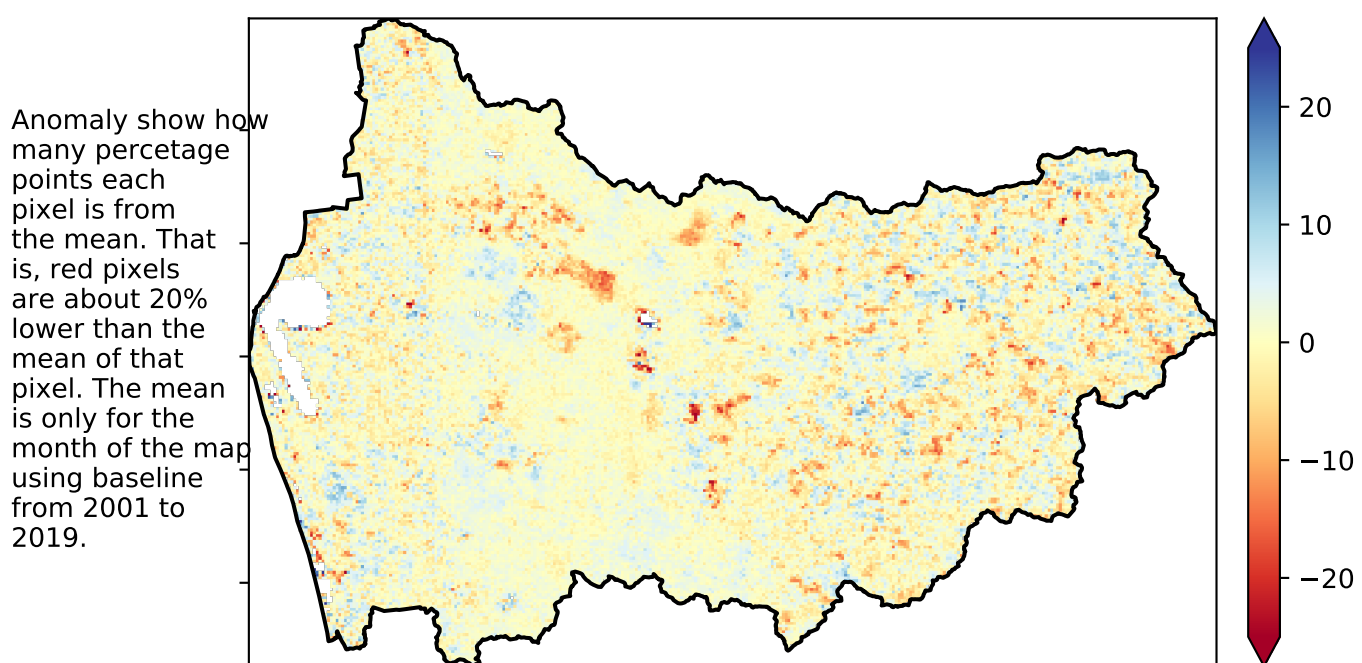 Anomaly show how
many percetage
points each
pixel is from
the mean. That
is, red pixels
are about 20%
lower than the
mean of that
pixel. The mean
is only for the
month of the map
using baseline
from 2001 to
2019.
20
10
0
−10
−20